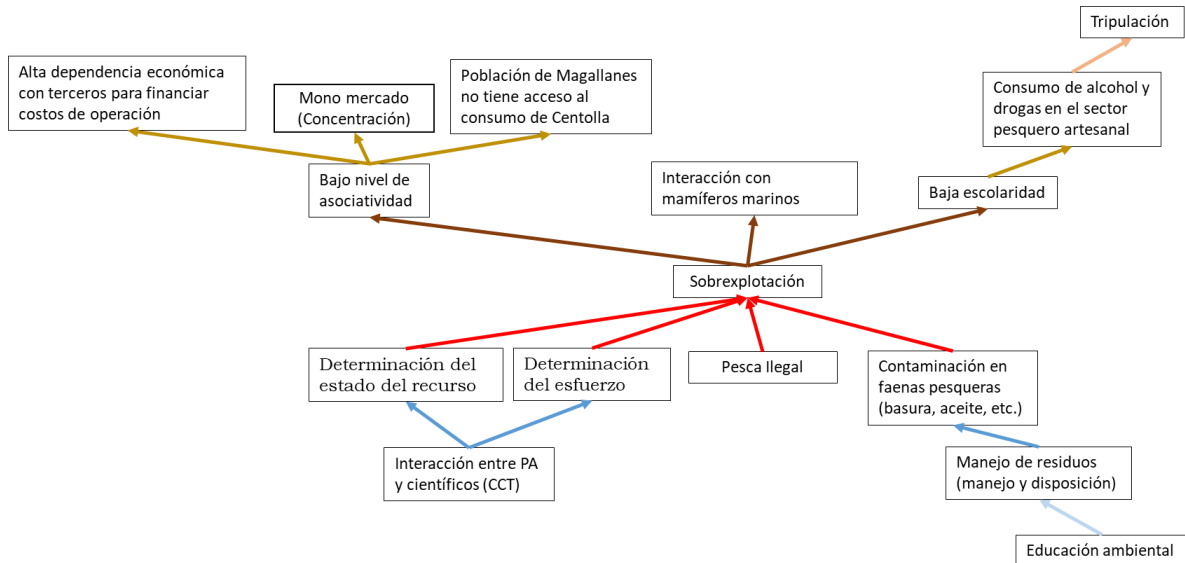 Tripulación
Alta dependencia económica
con terceros para financiar
costos de operación
Mono mercado
(Concentración)
Población de Magallanes
no tiene acceso al
consumo de Centolla
Consumo de alcohol y
drogas en el sector
pesquero artesanal
Bajo nivel de
asociatividad
Interacción con
mamíferos marinos
Baja escolaridad
Sobrexplotación
Determinación del
estado del recurso
Determinación
del esfuerzo
Pesca Ilegal
Contaminación en
faenas pesqueras
(basura, aceite, etc.)
Interacción entre PA
y científicos (CCT)
Manejo de residuos
(manejo y disposición)
Educación ambiental